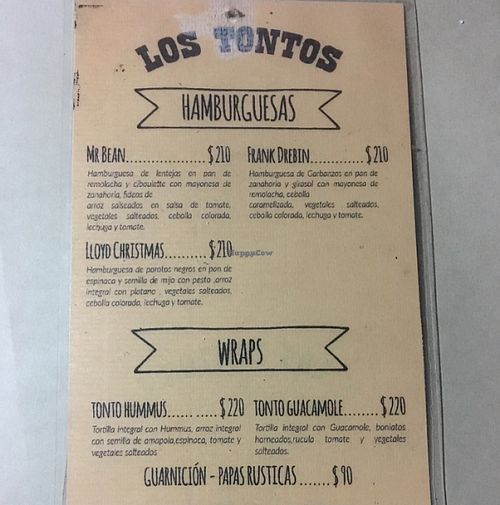 LOS TONTOS
HAMBURGUESAS
MR BEAN.................... $ 210
Hamburguesa de lentejas en pan de
remolacha y ciboulette con mayonesa de
zanahoria, fideos de
arroz salseados en salsa de tomate,
vegetales salteados, cebolla colorada,
lechuga y tomate.
FRANK DREBIN............. $ 210
Hamburguesa de Garbanzos en pan de
zanahoria y girasol con mayonesa de
remolacha, cebolla
caramelizada, vegetales salteados,
cebolla colorada, lechuga y tomate.
LLOYD CHRISTMAS.......... $ 210
Hamburguesa de porotos negros en pan de
espinaca y semilla de mijo con pesto ,arroz
integral con platano , vegetales salteados,
cebolla colorada, lechuga y tomate.
HappyCow
WRAPS
TONTO HUMMUS...... ..... $ 220
Tortilla integral con Hummus, arroz integral
con semilla de amapola,espinaca, tomate y
vegetales salteados
TONTO GUACAMOLE........ $ 220
Tortilla integral con Guacamole, boniatos
horneados,rucula tomate y vegetales
salteados.
GUARNICIÓN - PAPAS RUSTICAS ....... $ 90